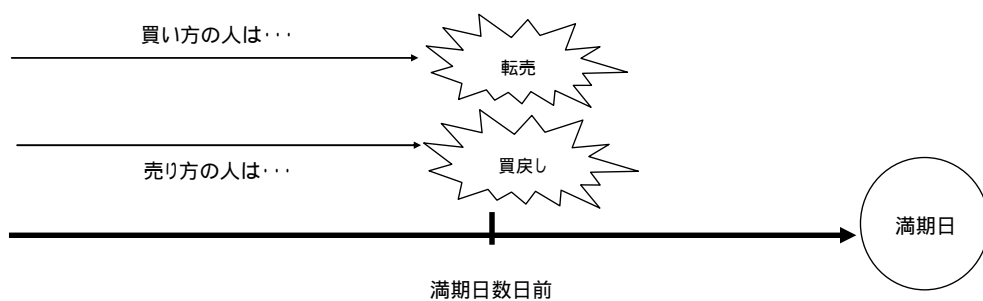 買い方の人は・・・
転売
買戻し
売り方の人は・・・
満期日
満期日数日前